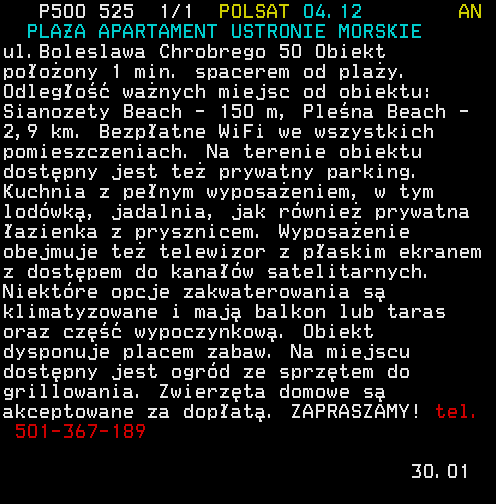 P500 525 1/1 POLSAT 04.12 AN
PLAŻA APARTAMENT USTRONIE MORSKIE
ul. Bolesława Chrobrego 50 Obiekt
położony 1 min. spacerem od plaży.
Odległość ważnych miejsc od obiektu:
Sianozety Beach - 150 m, Pleśna Beach -
2,9 km. Bezpłatne WiFi we wszystkich
pomieszczeniach. Na terenie obiektu
dostępny jest też prywatny parking.
Kuchnia z pełnym wyposażeniem, w tym
lodówką, jadalnia, jak również prywatna
łazienka z prysznicem. Wyposażenie
obejmuje też telewizor z płaskim ekranem
z dostępem do kanałów satelitarnych.
Niektóre opcje zakwaterowania są
klimatyzowane i mają balkon lub taras
oraz część wypoczynkową. Obiekt
dysponuje placem zabaw. Na miejscu
dostępny jest ogród ze sprzętem do
grillowania. Zwierzęta domowe są
akceptowane za dopłatą. ZAPRASZAMY! tel.
501-367-189
30.01